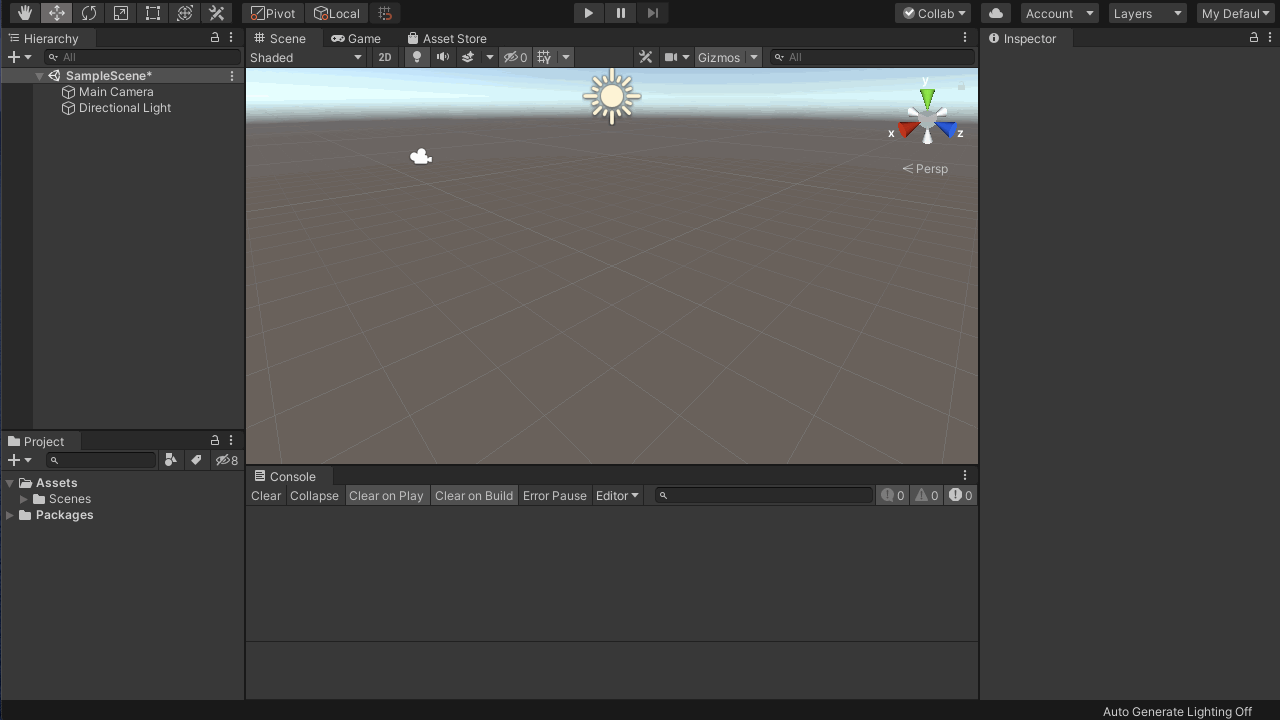 Pivot Local Collab Account Layers My Defaul
Hierarchy
All
SampleScene*
Main Camera
Directional Light
Scene Game Asset Store
Shaded 2D 0 Gizmos All
y
x z
Persp
Inspector
Project
8
Assets
Scenes
Packages
Console
Clear Collapse Clear on Play Clear on Build Error Pause Editor 0 0 0
Auto Generate Lighting Off